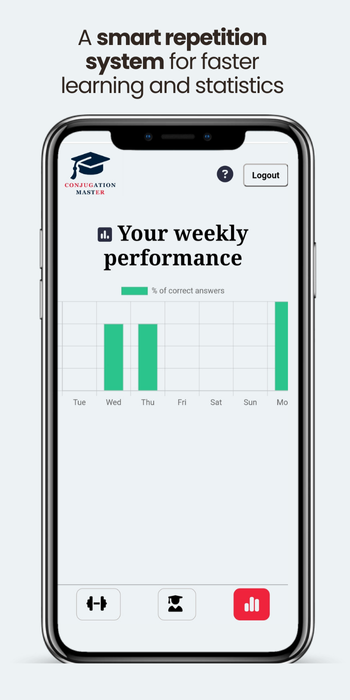 A smart repetition
system for faster
learning and statistics
CONJUGATION
MASTER
?
Logout
Your weekly
performance
% of correct answers
Tue Wed Thu Fri Sat Sun Mo